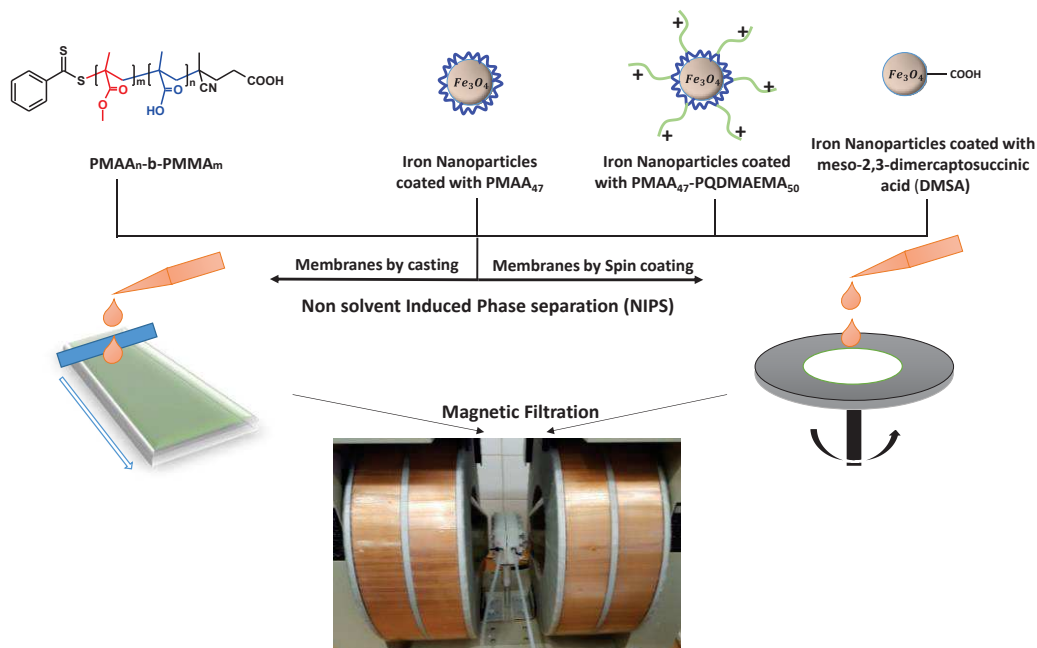 S
S
m
n
O
O
O
HO
CN
COOH
Fe₃O₄
+
+
+
+
+
+
Fe₃O₄
Fe₃O₄
COOH
PMAAn-b-PMMAm
Iron Nanoparticles
coated with PMAA₄₇
Iron Nanoparticles coated
with PMAA₄₇-PQDMAEMA₅₀
Iron Nanoparticles coated with
meso-2,3-dimercaptosuccinic
acid (DMSA)
Membranes by casting
Membranes by Spin coating
Non solvent Induced Phase separation (NIPS)
Magnetic Filtration